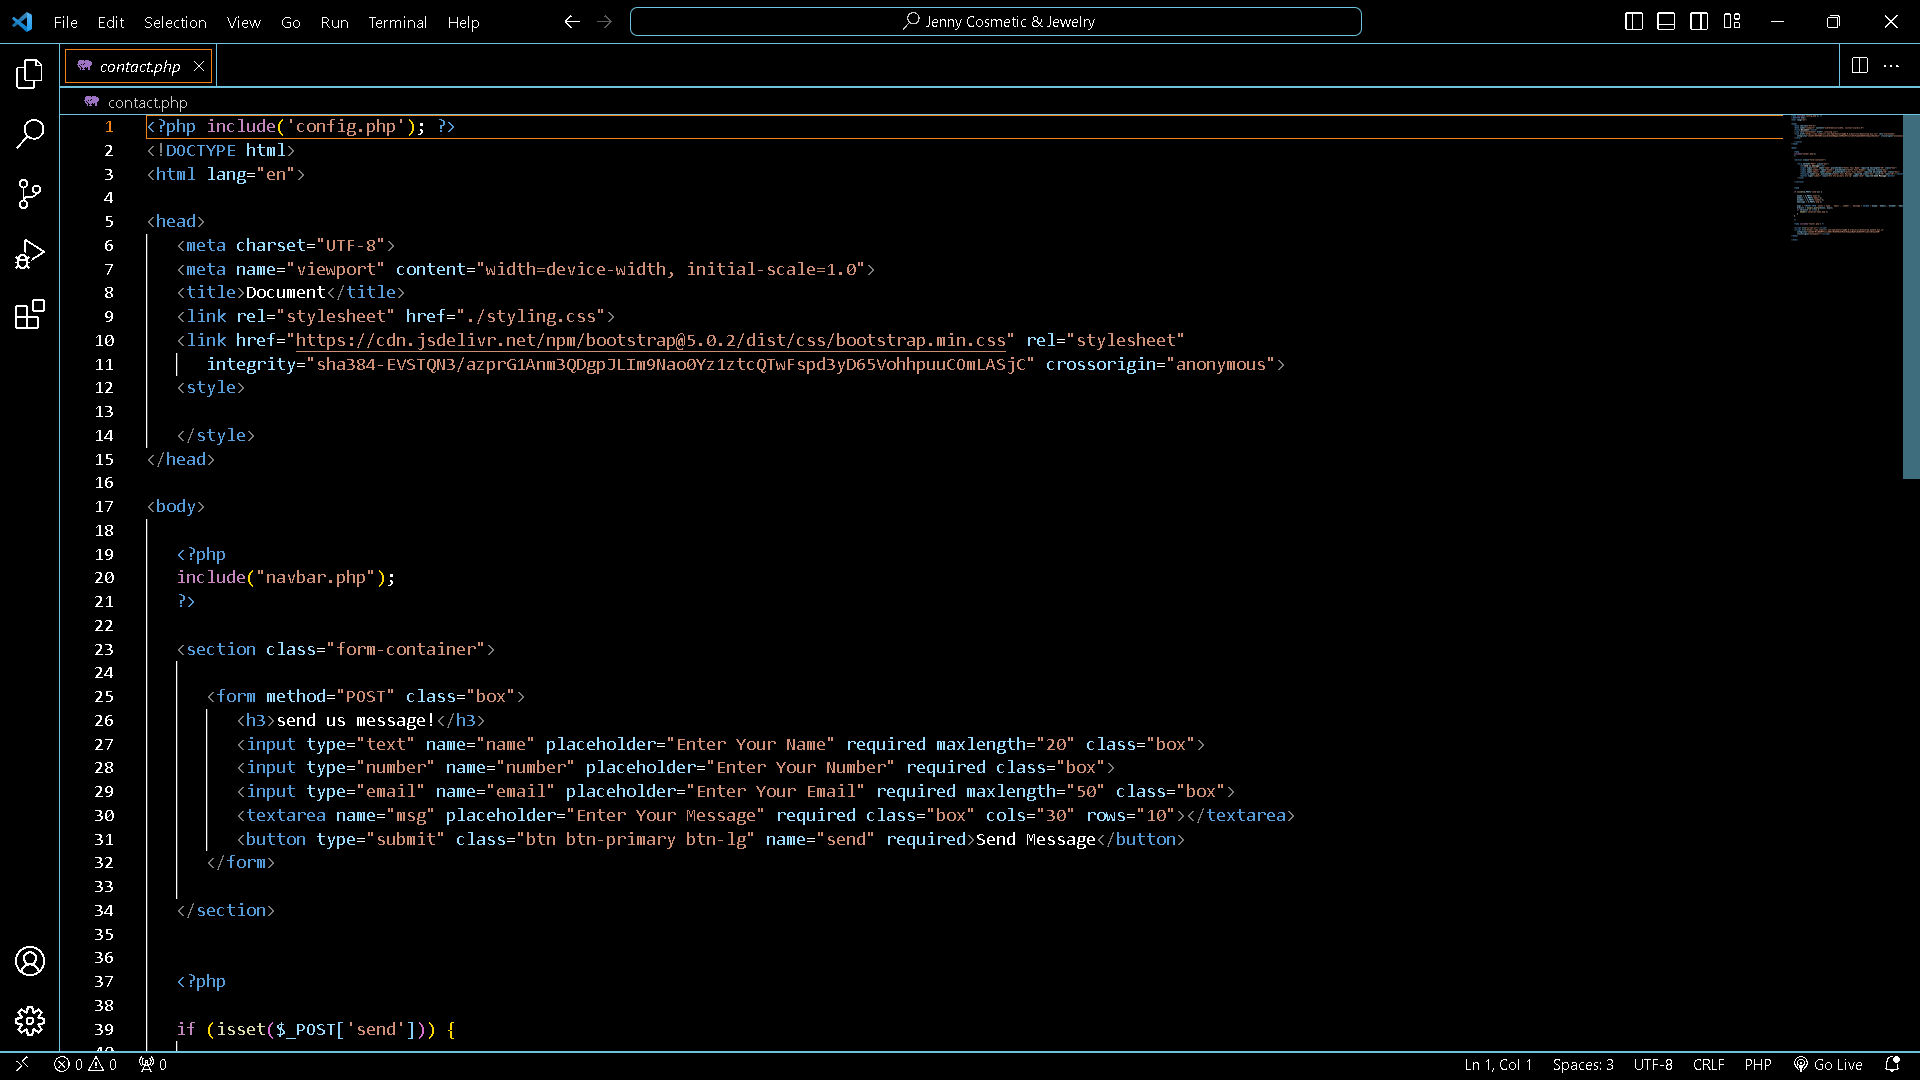 File Edit Selection View Go Run Terminal Help Jenny Cosmetic & Jewelry
contact.php
contact.php
1 <?php include('config.php'); ?>
2 <!DOCTYPE html>
3 <html lang="en">
4
5 <head>
6 <meta charset="UTF-8">
7 <meta name="viewport" content="width=device-width, initial-scale=1.0">
8 <title>Document</title>
9 <link rel="stylesheet" href="./styling.css">
10 <link href="https://cdn.jsdelivr.net/npm/bootstrap@5.0.2/dist/css/bootstrap.min.css" rel="stylesheet"
11 integrity="sha384-EVSTQN3/azprG1Anm3QDgpJLIm9Nao0Yz1ztcQTwFspd3yD65VohhpuuCOmLASjC" crossorigin="anonymous">
12 <style>
13
14 </style>
15 </head>
16
17 <body>
18
19 <?php
20 include("navbar.php");
21 ?>
22
23 <section class="form-container">
24
25 <form method="POST" class="box">
26 <h3>send us message!</h3>
27 <input type="text" name="name" placeholder="Enter Your Name" required maxlength="20" class="box">
28 <input type="number" name="number" placeholder="Enter Your Number" required class="box">
29 <input type="email" name="email" placeholder="Enter Your Email" required maxlength="50" class="box">
30 <textarea name="msg" placeholder="Enter Your Message" required class="box" cols="30" rows="10"></textarea>
31 <button type="submit" class="btn btn-primary btn-lg" name="send" required>Send Message</button>
32 </form>
33
34 </section>
35
36
37 <?php
38
39 if (isset($_POST['send'])) {
0 0 0 Ln 1, Col 1 Spaces: 3 UTF-8 CRLF PHP Go Live